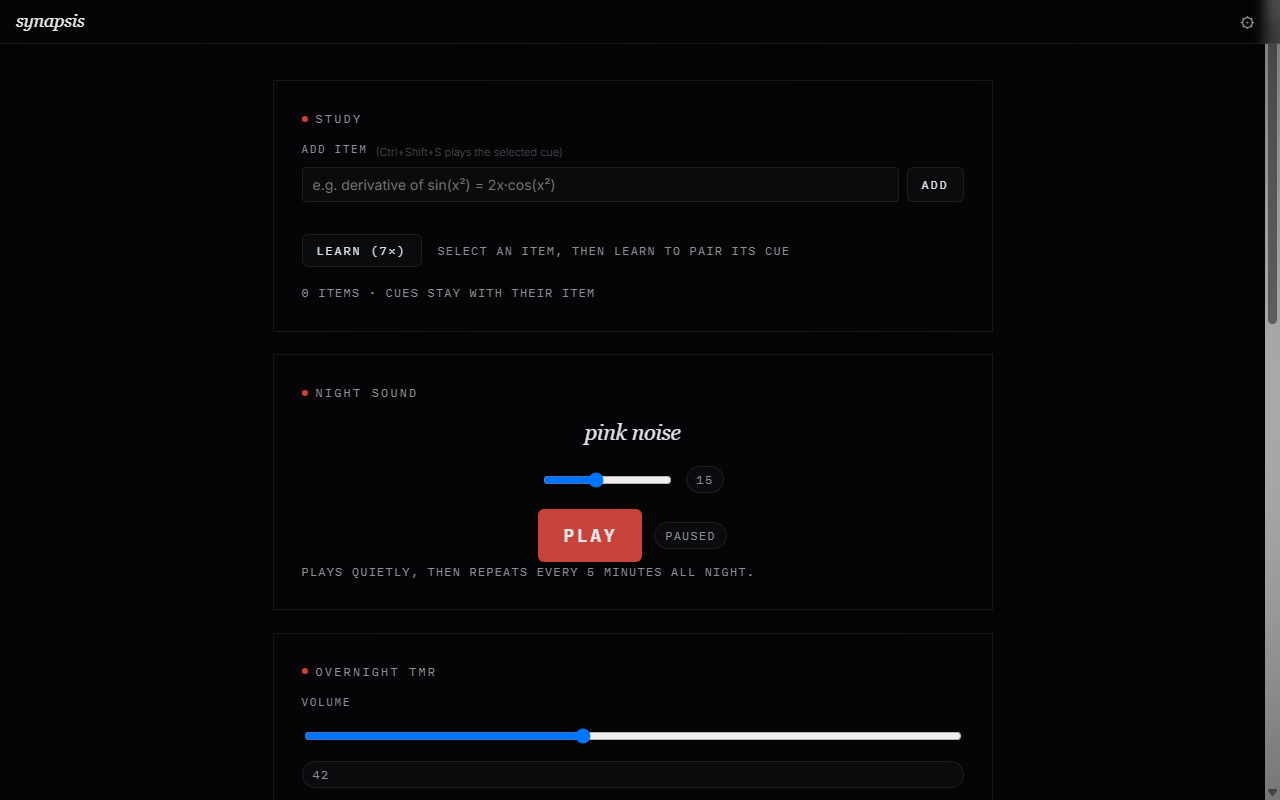 synapsis
STUDY
ADD ITEM (Ctrl+Shift+S plays the selected cue)
e.g. derivative of sin(x²) = 2x·cos(x²)
ADD
LEARN (7×) SELECT AN ITEM, THEN LEARN TO PAIR ITS CUE
0 ITEMS · CUES STAY WITH THEIR ITEM
NIGHT SOUND
pink noise
15
PLAY PAUSED
PLAYS QUIETLY, THEN REPEATS EVERY 5 MINUTES ALL NIGHT.
OVERNIGHT TMR
VOLUME
42